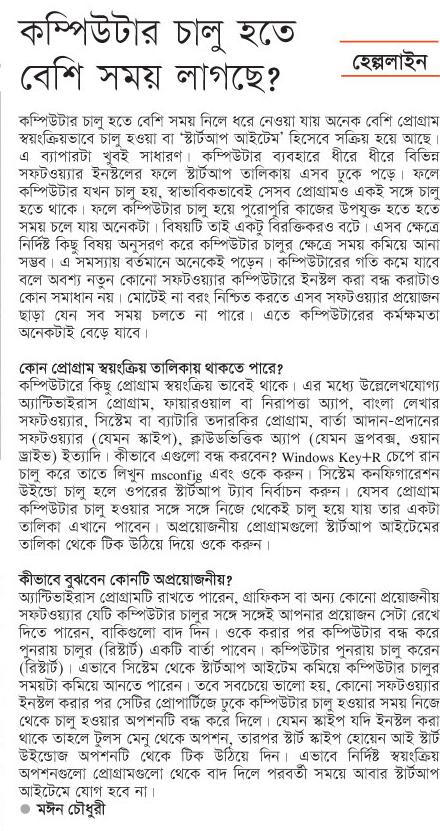 কম্পিউটার চালু হতে
বেশি সময় লাগছে?
হেল্পলাইন
কম্পিউটার চালু হতে বেশি সময় নিলে ধরে নেওয়া যায় অনেক বেশি প্রোগ্রাম
স্বয়ংক্রিয়ভাবে চালু হওয়া বা ‘স্টার্টআপ আইটেম’ হিসেবে সক্রিয় হয়ে আছে।
এ ব্যাপারটা খুবই সাধারণ। কম্পিউটার ব্যবহারে ধীরে ধীরে বিভিন্ন
সফটওয়্যার ইনস্টলের ফলে স্টার্টআপ তালিকায় এসব ঢুকে পড়ে। ফলে
কম্পিউটার যখন চালু হয়, স্বাভাবিকভাবেই সেসব প্রোগ্রামও একই সঙ্গে চালু
হতে থাকে। ফলে কম্পিউটার চালু হয়ে পুরোপুরি কাজের উপযুক্ত হতে হতে
সময় চলে যায় অনেকটা। বিষয়টি তাই একটু বিরক্তিকরও বটে। এসব ক্ষেত্রে
নির্দিষ্ট কিছু বিষয় অনুসরণ করে কম্পিউটার চালুর ক্ষেত্রে সময় কমিয়ে আনা
সম্ভব। এ সমস্যায় বর্তমানে অনেকেই পড়েন। কম্পিউটারের গতি কমে যাবে
বলে অবশ্য নতুন কোনো সফটওয়্যার কম্পিউটারে ইনস্টল করা বন্ধ করাটাও
কোন সমাধান নয়। মোটেই না বরং নিশ্চিত করতে এসব সফটওয়্যার প্রয়োজন
ছাড়া যেন সব সময় চলতে না পারে। এতে কম্পিউটারের কর্মক্ষমতা
অনেকটাই বেড়ে যাবে।
কোন প্রোগ্রাম স্বয়ংক্রিয় তালিকায় থাকতে পারে?
কম্পিউটারে কিছু প্রোগ্রাম স্বয়ংক্রিয় ভাবেই থাকে। এর মধ্যে উল্লেলেখযোগ্য
অ্যান্টিভাইরাস প্রোগ্রাম, ফায়ারওয়াল বা নিরাপত্তা অ্যাপ, বাংলা লেখার
সফটওয়্যার, সিস্টেম বা ব্যাটারি তদারকির প্রোগ্রাম, বার্তা আদান-প্রদানের
সফটওয়্যার (যেমন স্কাইপ), ক্লাউডভিত্তিক অ্যাপ (যেমন ড্রপবক্স, ওয়ান
ড্রাইভ) ইত্যাদি। কীভাবে এগুলো বন্ধ করবেন? Windows Key+R চেপে রান
চালু করে তাতে লিখুন msconfig এবং ওকে করুন। সিস্টেম কনফিগারেশন
উইন্ডো চালু হলে ওপরের স্টার্টআপ ট্যাব নির্বাচন করুন। যেসব প্রোগ্রাম
কম্পিউটার চালু হওয়ার সঙ্গে সঙ্গে নিজে থেকেই চালু হয়ে যায় তার একটা
তালিকা এখানে পাবেন। অপ্রয়োজনীয় প্রোগ্রামগুলো স্টার্টআপ আইটেমের
তালিকা থেকে টিক উঠিয়ে দিয়ে ওকে করুন।
কীভাবে বুঝবেন কোনটি অপ্রয়োজনীয়?
অ্যান্টিভাইরাস প্রোগ্রামটি রাখতে পারেন, গ্রাফিকস বা অন্য কোনো প্রয়োজনীয়
সফটওয়্যার যেটি কম্পিউটার চালুর সঙ্গে সঙ্গেই আপনার প্রয়োজন সেটা রেখে
দিতে পারেন, বাকিগুলো বাদ দিন। ওকে করার পর কম্পিউটার বন্ধ করে
পুনরায় চালুর (রিস্টার্ট) একটি বার্তা পাবেন। কম্পিউটার পুনরায় চালু করেন
(রিস্টার্ট)। এভাবে সিস্টেম থেকে স্টার্টআপ আইটেম কমিয়ে কম্পিউটার চালুর
সময়টা কমিয়ে আনতে পারেন। তবে সবচেয়ে ভালো হয়, কোনো সফটওয়্যার
ইনস্টল করার পর সেটির প্রোপার্টিজে ঢুকে কম্পিউটার চালু হওয়ার সময় নিজে
থেকে চালু হওয়ার অপশনটি বন্ধ করে দিলে। যেমন স্কাইপ যদি ইনস্টল করা
থাকে তাহলে টুলস মেনু থেকে অপশন, তারপর স্টার্ট স্কাইপ হোয়েন আই স্টার্ট
উইন্ডোজ অপশনটি থেকে টিক উঠিয়ে দিন। এভাবে নির্দিষ্ট স্বয়ংক্রিয়
অপশনগুলো প্রোগ্রামগুলো থেকে বাদ দিলে পরবর্তী সময়ে আবার স্টার্টআপ
আইটেমে যোগ হবে না।
● মঈন চৌধুরী